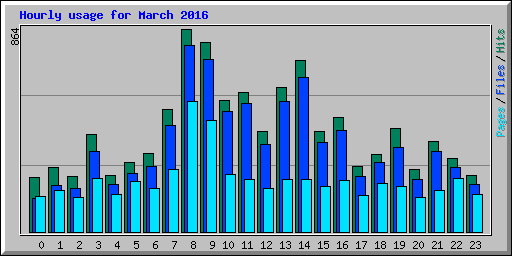 Hourly usage for March 2016
864
Pages/Files/Hits
0 1 2 3 4 5 6 7 8 9 10 11 12 13 14 15 16 17 18 19 20 21 22 23